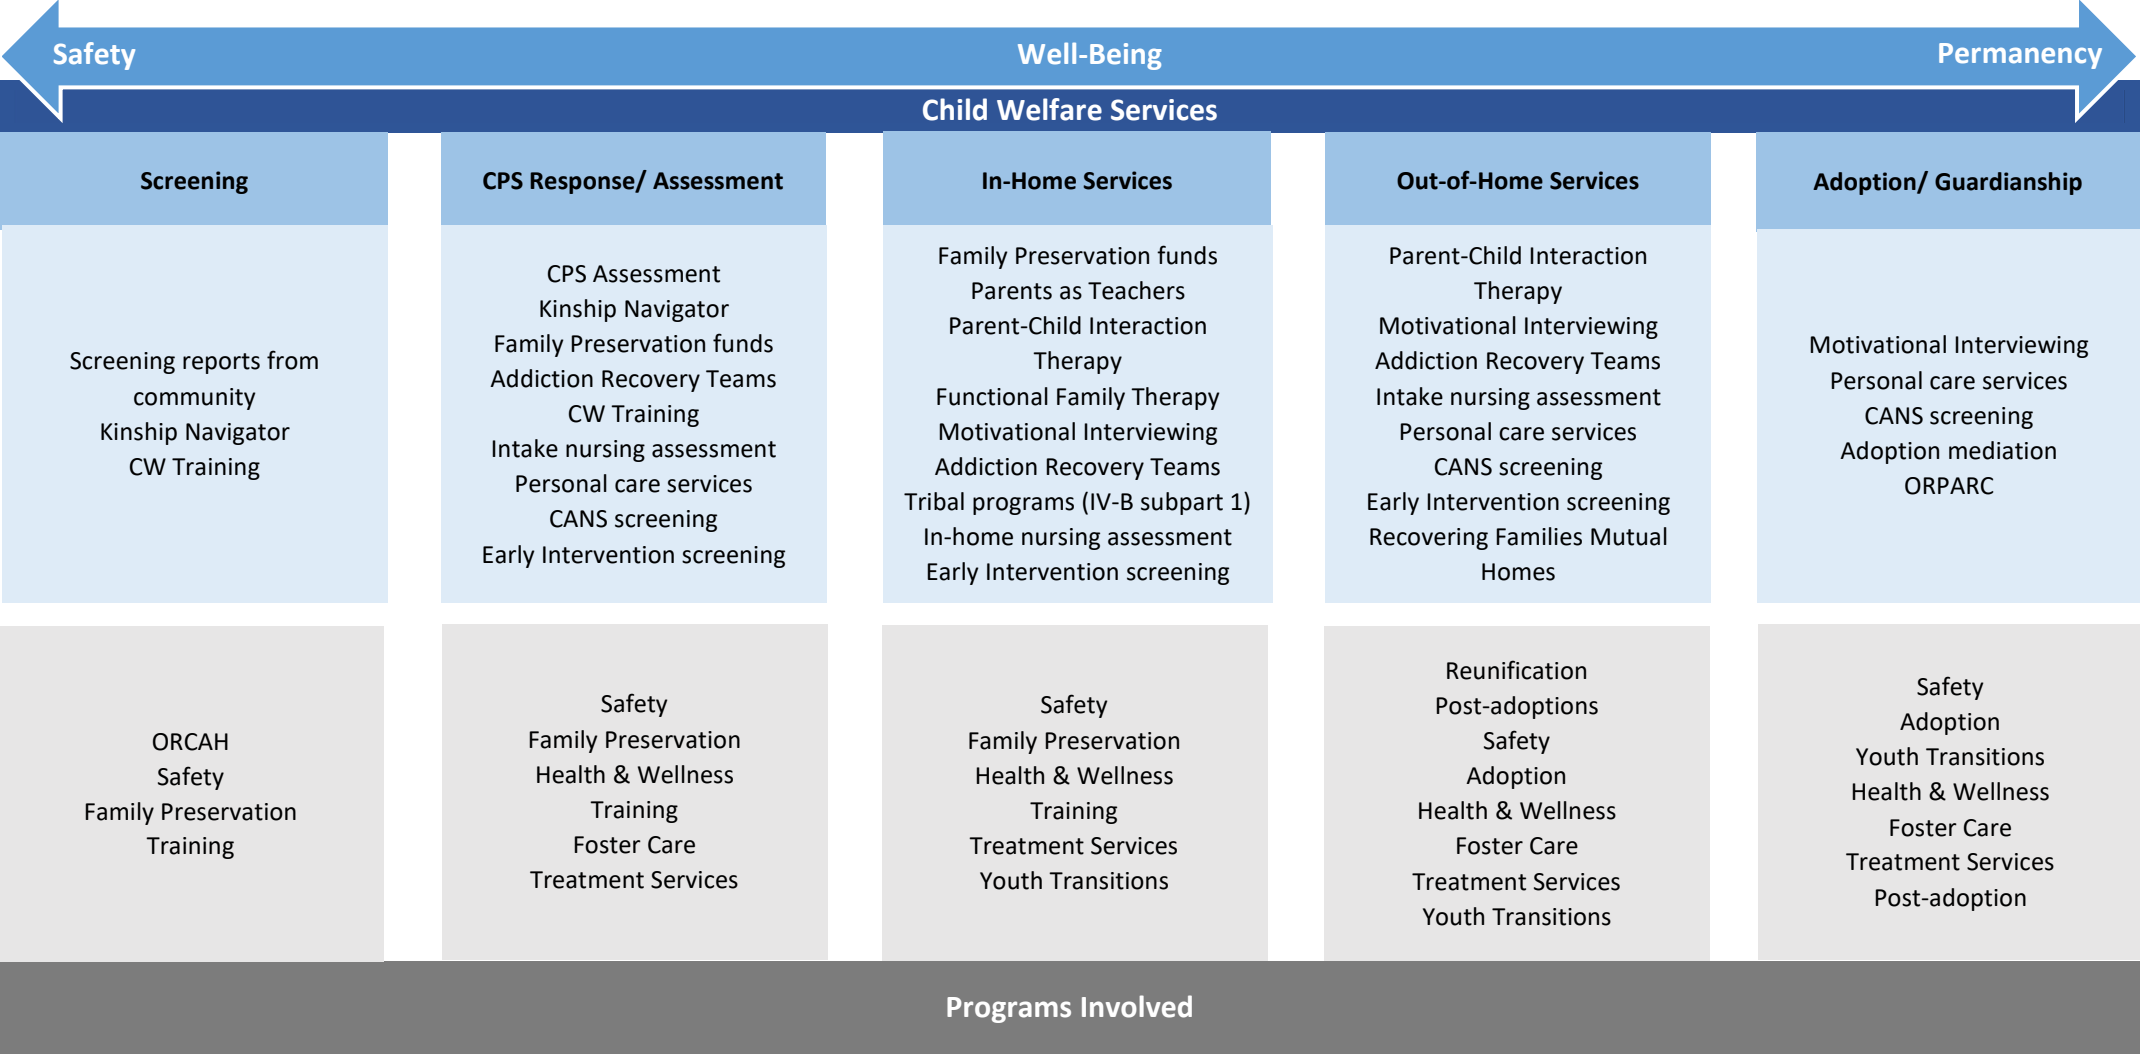 Safety
Well-Being
Permanency
Child Welfare Services
Screening
CPS Response/ Assessment
In-Home Services
Out-of-Home Services
Adoption/ Guardianship
Screening reports from
community
Kinship Navigator
CW Training
CPS Assessment
Kinship Navigator
Family Preservation funds
Addiction Recovery Teams
CW Training
Intake nursing assessment
Personal care services
CANS screening
Early Intervention screening
Family Preservation funds
Parents as Teachers
Parent-Child Interaction
Therapy
Functional Family Therapy
Motivational Interviewing
Addiction Recovery Teams
Tribal programs (IV-B subpart 1)
In-home nursing assessment
Early Intervention screening
Parent-Child Interaction
Therapy
Motivational Interviewing
Addiction Recovery Teams
Intake nursing assessment
Personal care services
CANS screening
Early Intervention screening
Recovering Families Mutual
Homes
Motivational Interviewing
Personal care services
CANS screening
Adoption mediation
ORPARC
ORCAH
Safety
Family Preservation
Training
Safety
Family Preservation
Health & Wellness
Training
Foster Care
Treatment Services
Safety
Family Preservation
Health & Wellness
Training
Treatment Services
Youth Transitions
Reunification
Post-adoptions
Safety
Adoption
Health & Wellness
Foster Care
Treatment Services
Youth Transitions
Safety
Adoption
Youth Transitions
Health & Wellness
Foster Care
Treatment Services
Post-adoption
Programs Involved